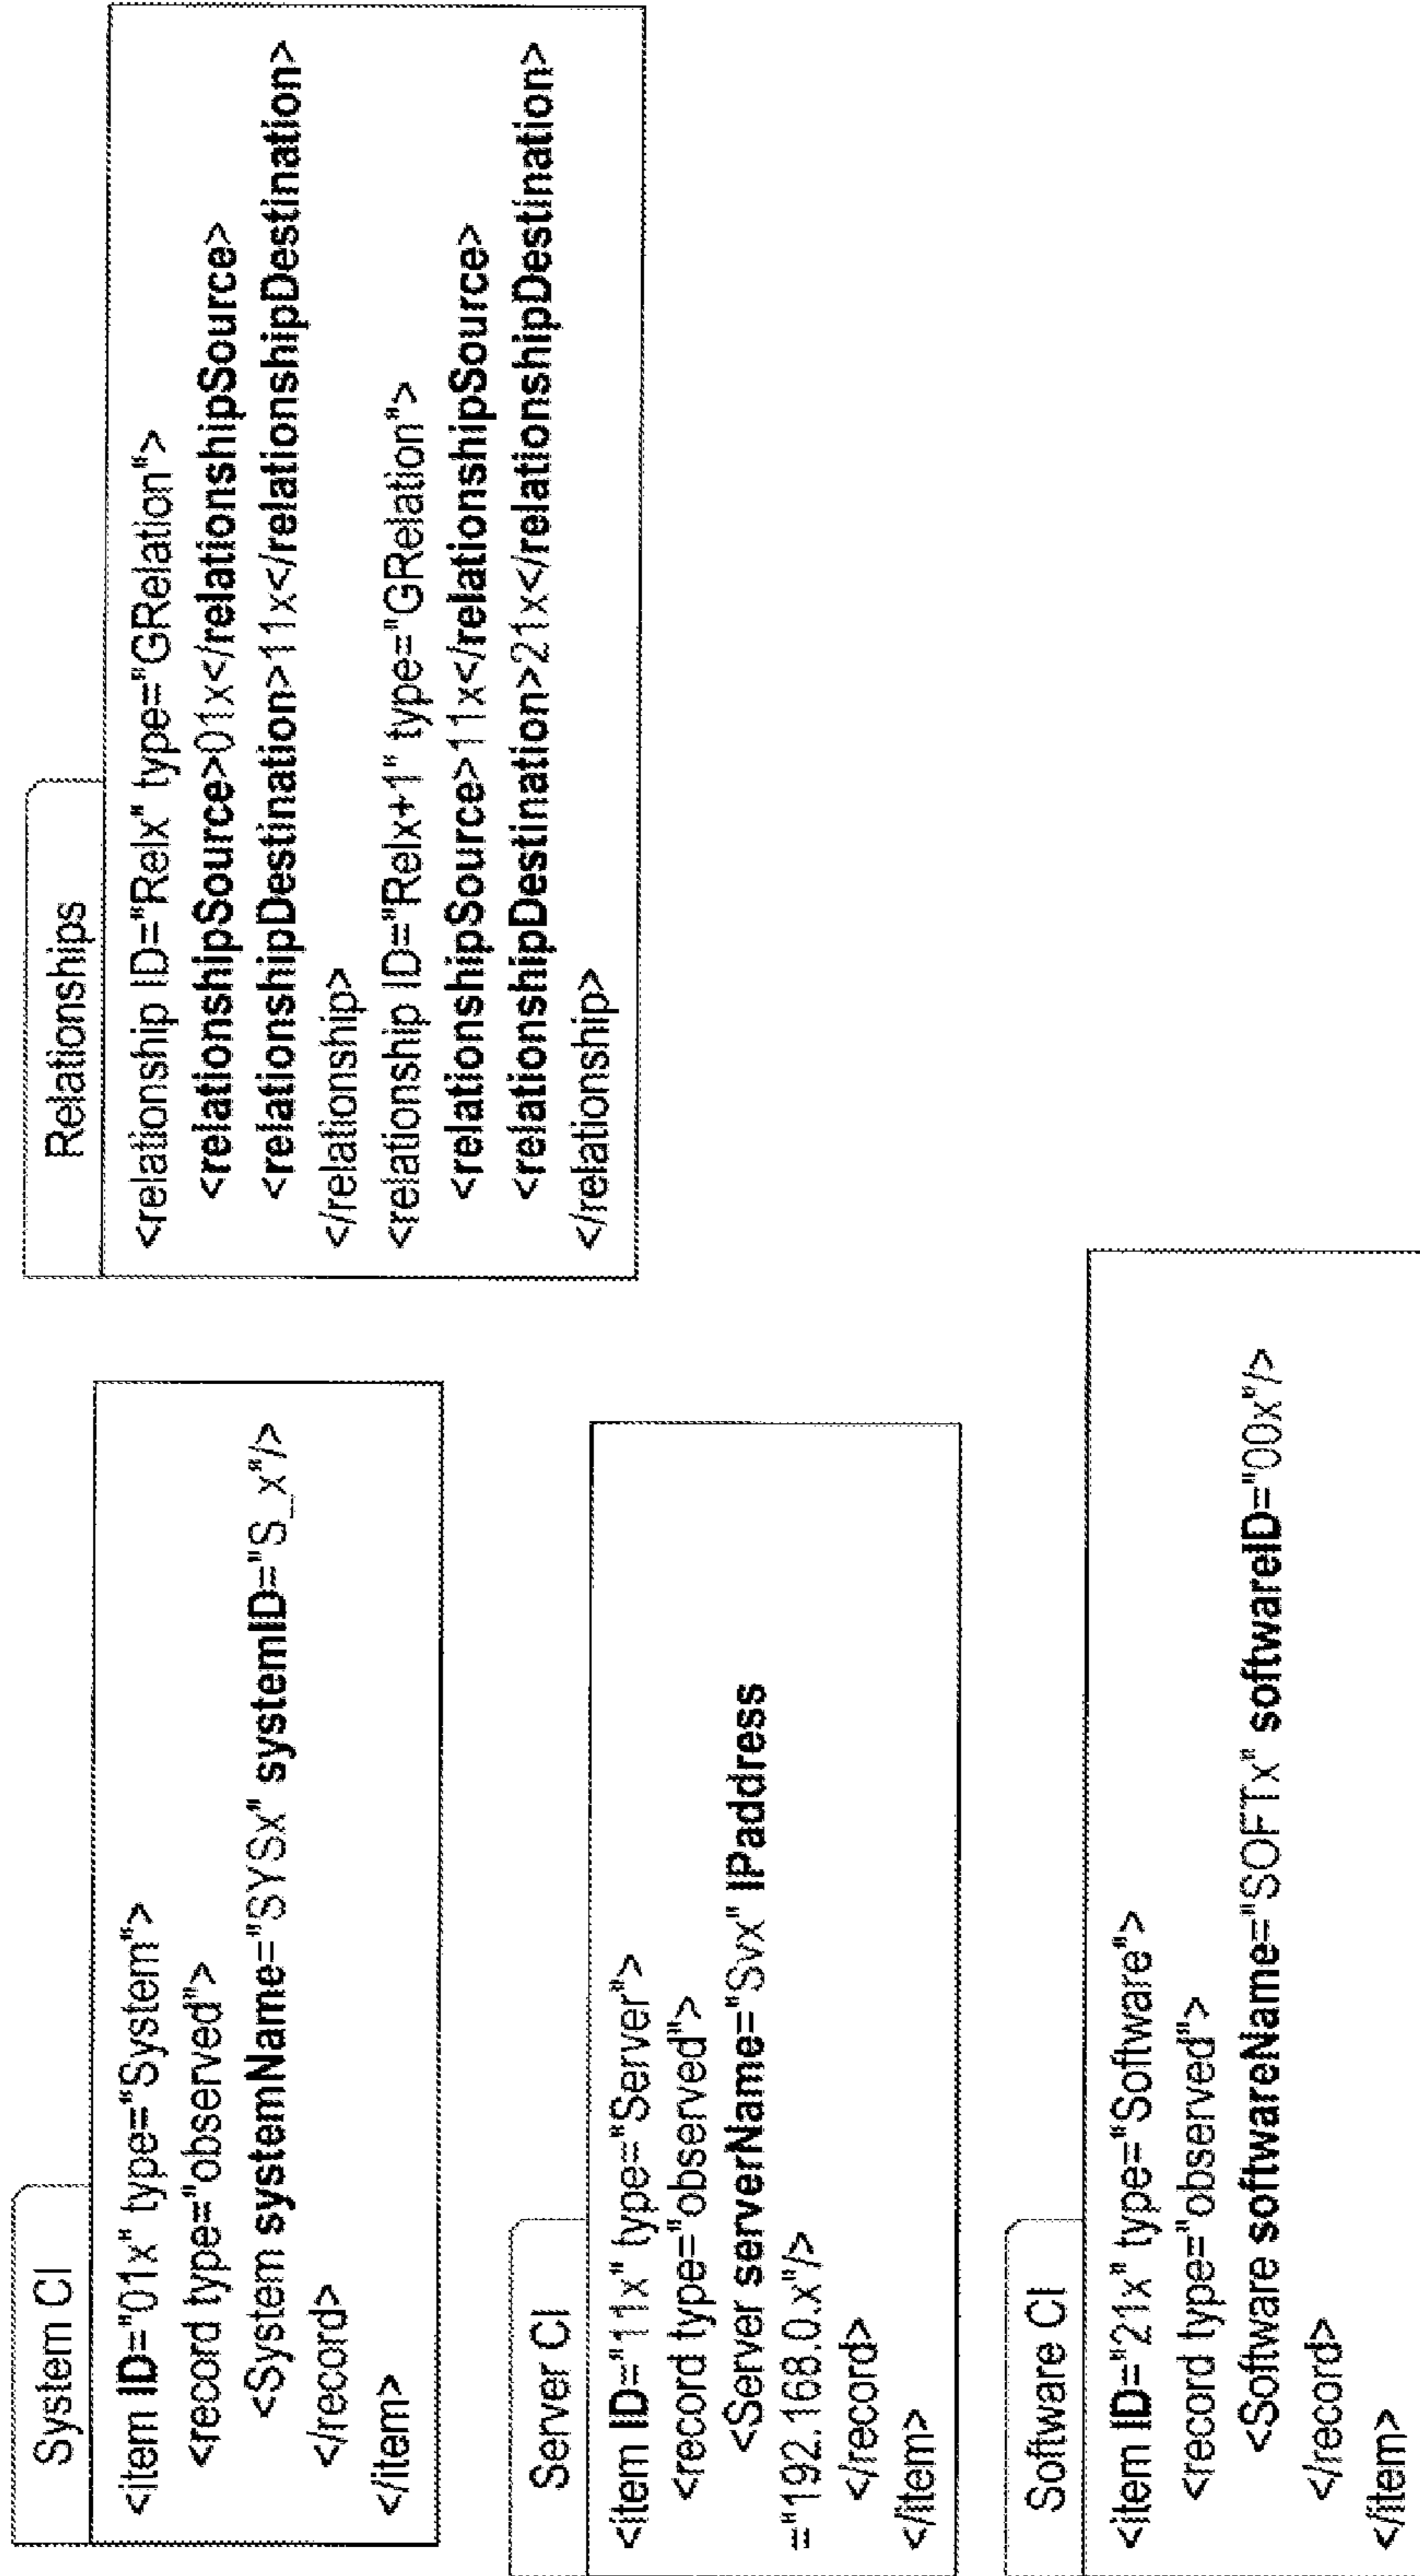 System CI
<item ID="01x" type="System">
<record type="observed">
<System systemName="SYSx" systemID="S_x"/>
</record>
</item>
Server CI
<item ID="11x" type="Server">
<record type="observed">
<Server serverName="Svx" IPaddress
="192.168.0.x"/>
</record>
</item>
Software CI
<item ID="21x" type="Software">
<record type="observed">
<Software softwareName="SOFTx" softwareID="00x"/>
</record>
</item>
Relationships
<relationship ID="Relx" type="GRelation">
<relationshipSource>01x</relationshipSource>
<relationshipDestination>11x</relationshipDestination>
</relationship>
<relationship ID="Relx+1" type="GRelation">
<relationshipSource>11x</relationshipSource>
<relationshipDestination>21x</relationshipDestination>
</relationship>